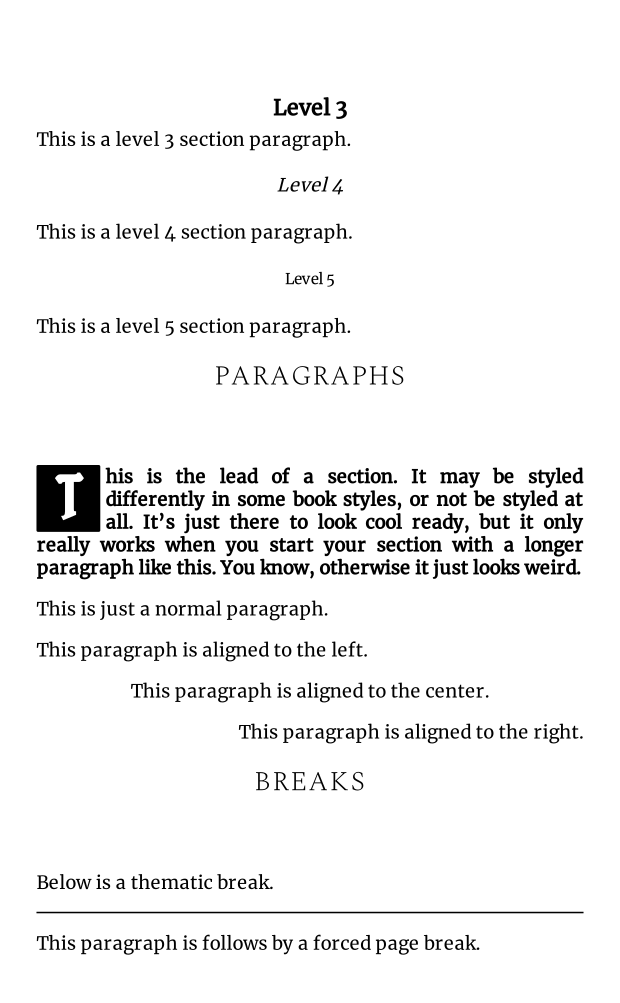 Level 3
This is a level 3 section paragraph.
Level 4
This is a level 4 section paragraph.
Level 5
This is a level 5 section paragraph.
PARAGRAPHS
This is the lead of a section. It may be styled
differently in some book styles, or not be styled at
all. It’s just there to look cool ready, but it only
really works when you start your section with a longer
paragraph like this. You know, otherwise it just looks weird.
This is just a normal paragraph.
This paragraph is aligned to the left.
This paragraph is aligned to the center.
This paragraph is aligned to the right.
BREAKS
Below is a thematic break.
This paragraph is follows by a forced page break.